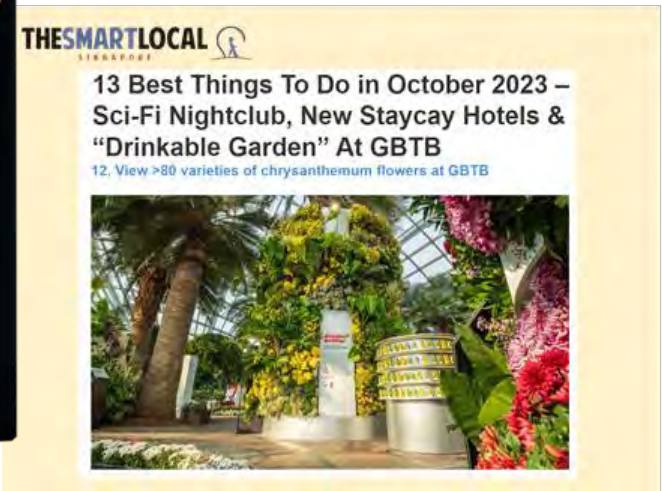 THESMARTLOCAL
SINGAPORE
13 Best Things To Do in October 2023 –
Sci-Fi Nightclub, New Staycay Hotels &
“Drinkable Garden” At GBTB
12. View >80 varieties of chrysanthemum flowers at GBTB